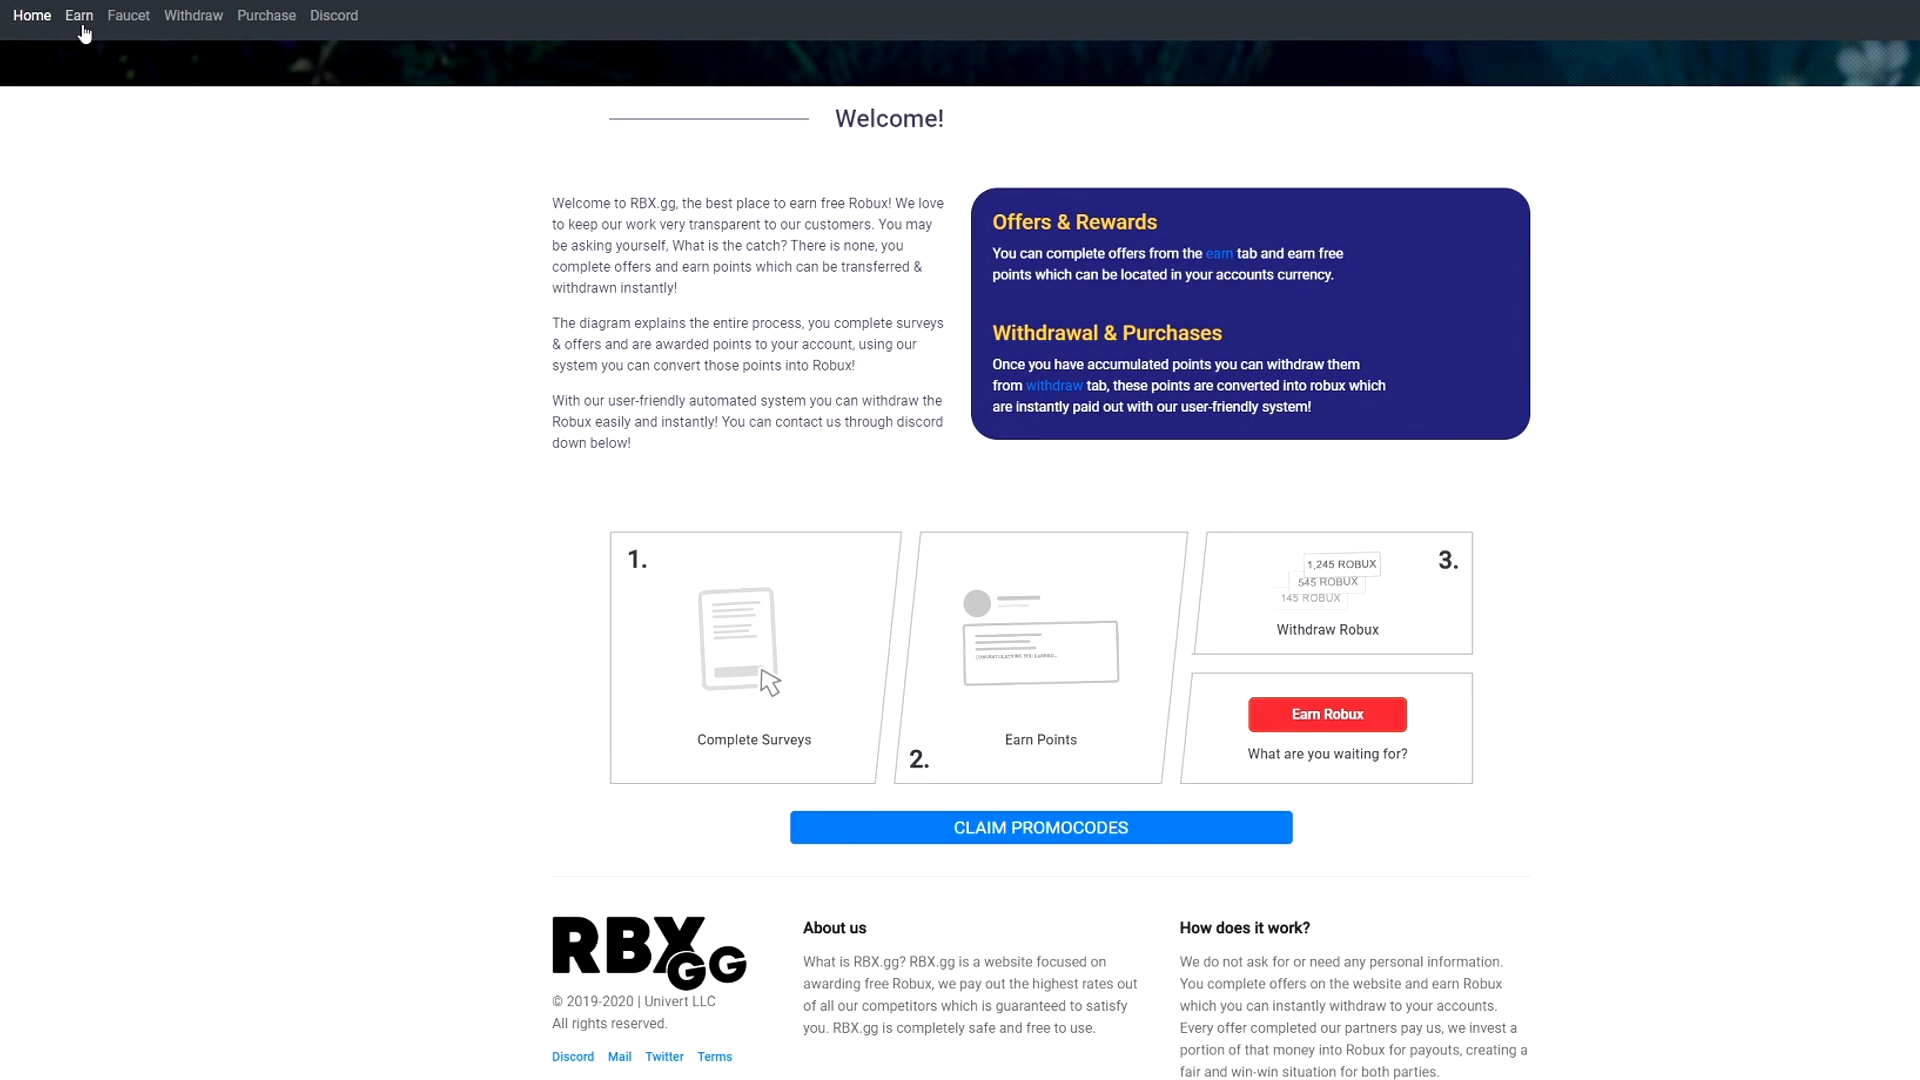 Home Earn Faucet Withdraw Purchase Discord
Welcome!
Welcome to RBX.gg, the best place to earn free Robux! We love
to keep our work very transparent to our customers. You may
be asking yourself, What is the catch? There is none, you
complete offers and earn points which can be transferred &
withdrawn instantly!
The diagram explains the entire process, you complete surveys
& offers and are awarded points to your account, using our
system you can convert those points into Robux!
With our user-friendly automated system you can withdraw the
Robux easily and instantly! You can contact us through discord
down below!
Offers & Rewards
You can complete offers from the earn tab and earn free
points which can be located in your accounts currency.
Withdrawal & Purchases
Once you have accumulated points you can withdraw them
from withdraw tab, these points are converted into robux which
are instantly paid out with our user-friendly system!
1.
Complete Surveys
CONGRATULATIONS YOU EARNED...
Earn Points
2.
3.
1,245 ROBUX
545 ROBUX
145 ROBUX
Withdraw Robux
Earn Robux
What are you waiting for?
CLAIM PROMOCODES
RBX GG
© 2019-2020 | Univert LLC
All rights reserved.
Discord Mail Twitter Terms
About us
What is RBX.gg? RBX.gg is a website focused on
awarding free Robux, we pay out the highest rates out
of all our competitors which is guaranteed to satisfy
you. RBX.gg is completely safe and free to use.
How does it work?
We do not ask for or need any personal information.
You complete offers on the website and earn Robux
which you can instantly withdraw to your accounts.
Every offer completed our partners pay us, we invest a
portion of that money into Robux for payouts, creating a
fair and win-win situation for both parties.